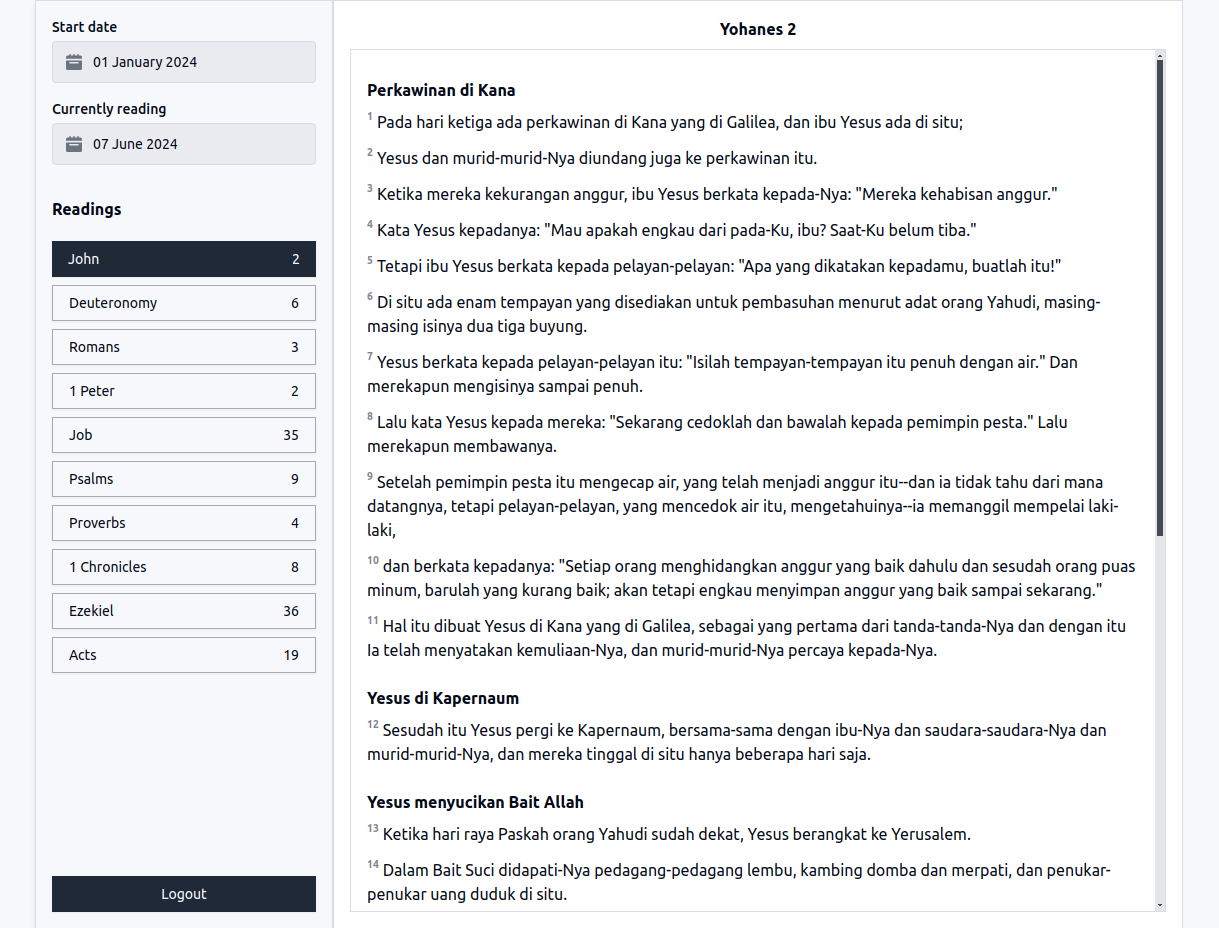 Start date
01 January 2024
Currently reading
07 June 2024
Readings
John 2
Deuteronomy 6
Romans 3
1 Peter 2
Job 35
Psalms 9
Proverbs 4
1 Chronicles 8
Ezekiel 36
Acts 19
Logout
Yohanes 2
Perkawinan di Kana
1 Pada hari ketiga ada perkawinan di Kana yang di Galilea, dan ibu Yesus ada di situ;
2 Yesus dan murid-murid-Nya diundang juga ke perkawinan itu.
3 Ketika mereka kekurangan anggur, ibu Yesus berkata kepada-Nya: "Mereka kehabisan anggur."
4 Kata Yesus kepadanya: "Mau apakah engkau dari pada-Ku, ibu? Saat-Ku belum tiba."
5 Tetapi ibu Yesus berkata kepada pelayan-pelayan: "Apa yang dikatakan kepadamu, buatlah itu!"
6 Di situ ada enam tempayan yang disediakan untuk pembasuhan menurut adat orang Yahudi, masing-
masing isinya dua tiga buyung.
7 Yesus berkata kepada pelayan-pelayan itu: "Isilah tempayan-tempayan itu penuh dengan air." Dan
merekapun mengisinya sampai penuh.
8 Lalu kata Yesus kepada mereka: "Sekarang cedoklah dan bawalah kepada pemimpin pesta." Lalu
merekapun membawanya.
9 Setelah pemimpin pesta itu mengecap air, yang telah menjadi anggur itu--dan ia tidak tahu dari mana
datangnya, tetapi pelayan-pelayan, yang mencedok air itu, mengetahuinya--ia memanggil mempelai laki-
laki,
10 dan berkata kepadanya: "Setiap orang menghidangkan anggur yang baik dahulu dan sesudah orang puas
minum, barulah yang kurang baik; akan tetapi engkau menyimpan anggur yang baik sampai sekarang."
11 Hal itu dibuat Yesus di Kana yang di Galilea, sebagai yang pertama dari tanda-tanda-Nya dan dengan itu
Ia telah menyatakan kemuliaan-Nya, dan murid-murid-Nya percaya kepada-Nya.
Yesus di Kapernaum
12 Sesudah itu Yesus pergi ke Kapernaum, bersama-sama dengan ibu-Nya dan saudara-saudara-Nya dan
murid-murid-Nya, dan mereka tinggal di situ hanya beberapa hari saja.
Yesus menyucikan Bait Allah
13 Ketika hari raya Paskah orang Yahudi sudah dekat, Yesus berangkat ke Yerusalem.
14 Dalam Bait Suci didapati-Nya pedagang-pedagang lembu, kambing domba dan merpati, dan penukar-
penukar uang duduk di situ.